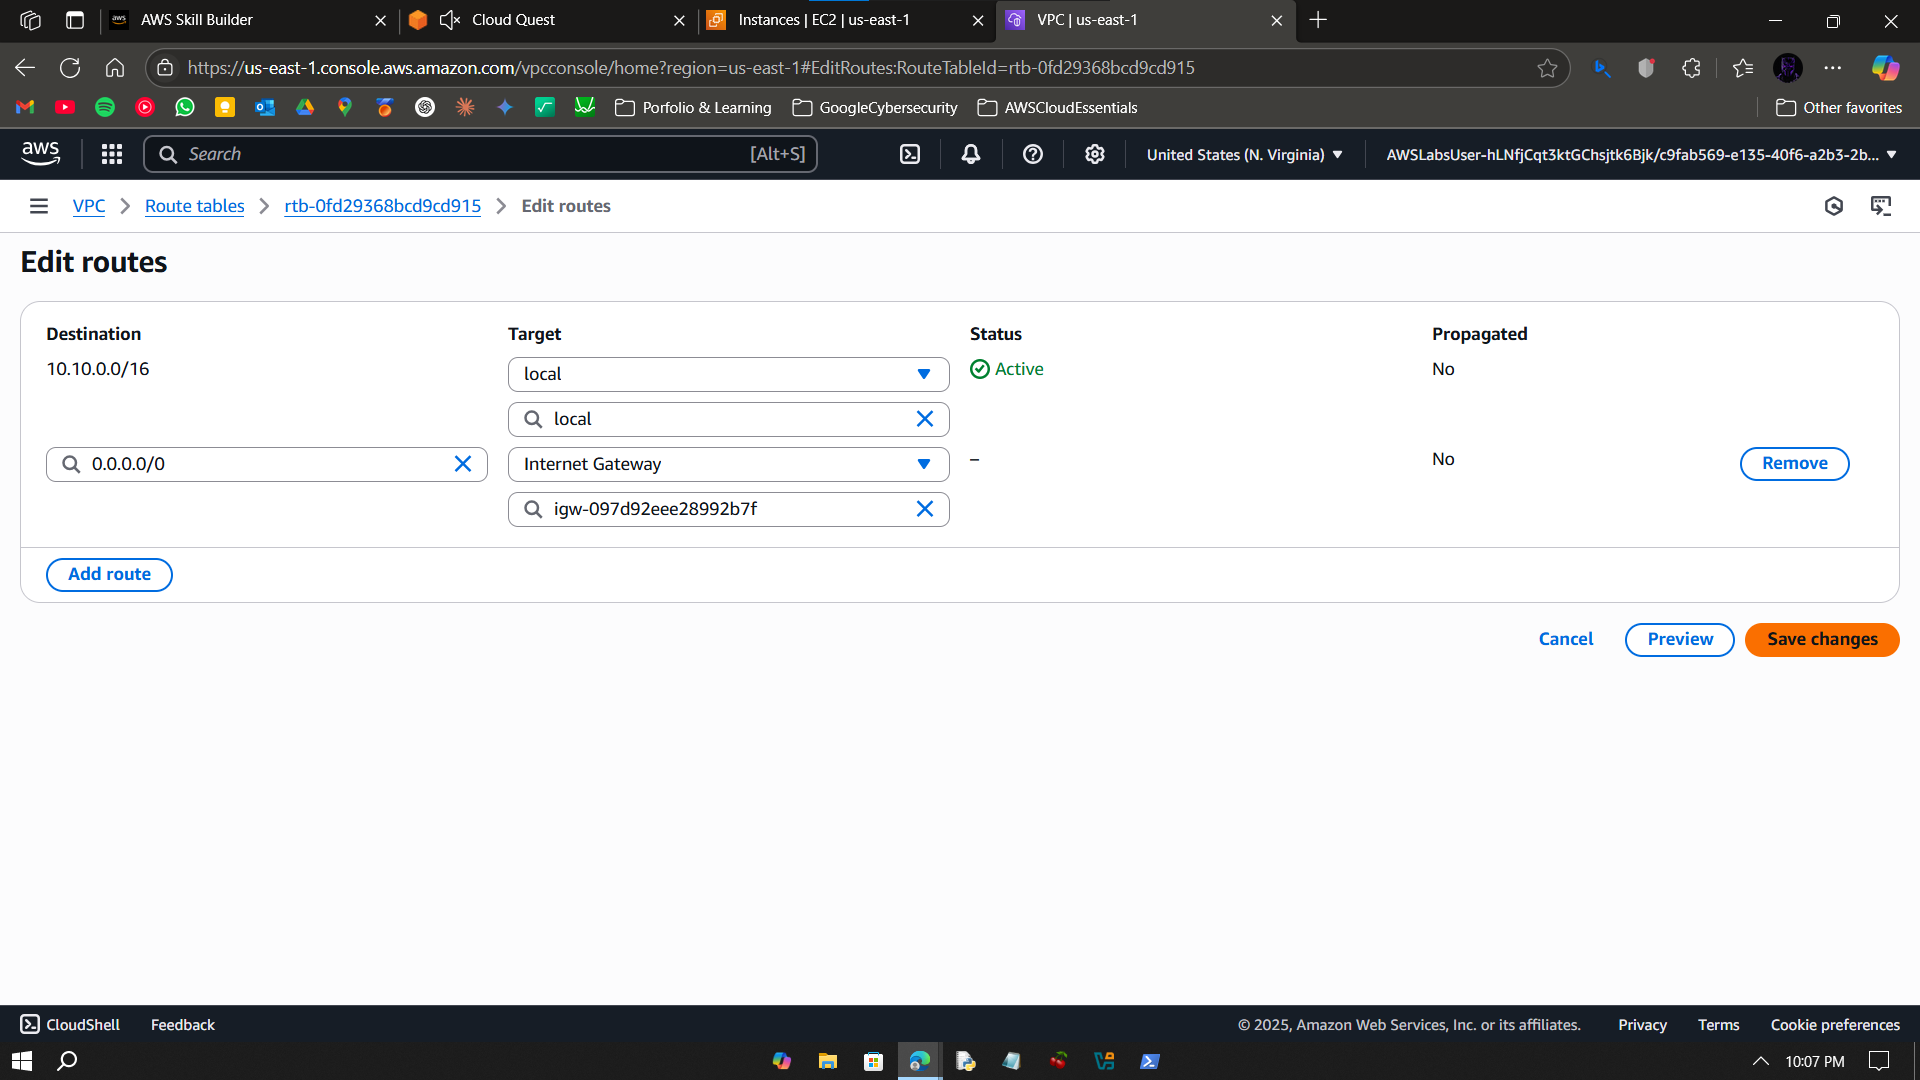 AWS Skill Builder
Cloud Quest
Instances | EC2 | us-east-1
VPC | us-east-1
https://us-east-1.console.aws.amazon.com/vpcconsole/home?region=us-east-1#EditRoutes:RouteTableId=rtb-0fd29368bcd9cd915
Porfolio & Learning
GoogleCybersecurity
AWSCloudEssentials
Other favorites
aws
Search
[Alt+S]
United States (N. Virginia)
AWSLabsUser-hLNfjCqt3ktGChsjtk6Bjk/c9fab569-e135-40f6-a2b3-2b...
VPC
Route tables
rtb-0fd29368bcd9cd915
Edit routes
Edit routes
Destination
Target
Status
Propagated
10.10.0.0/16
local
Active
No
local
0.0.0.0/0
Internet Gateway
–
No
Remove
igw-097d92eee28992b7f
Add route
Cancel
Preview
Save changes
CloudShell
Feedback
© 2025, Amazon Web Services, Inc. or its affiliates.
Privacy
Terms
Cookie preferences
10:07 PM